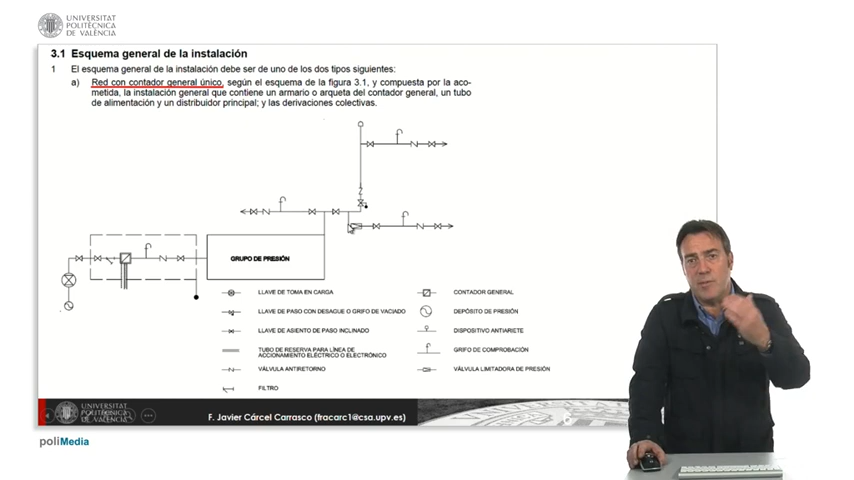 UNIVERSITAT
POLITÈCNICA
DE VALÈNCIA
3.1 Esquema general de la instalación
1 El esquema general de la instalación debe ser de uno de los dos tipos siguientes:
a) Red con contador general único, según el esquema de la figura 3.1, y compuesta por la aco-
metida, la instalación general que contiene un armario o arqueta del contador general, un tubo
de alimentación y un distribuidor principal; y las derivaciones colectivas.
GRUPO DE PRESIÓN
LLAVE DE TOMA EN CARGA
LLAVE DE PASO CON DESAGUE O GRIFO DE VACIADO
LLAVE DE ASIENTO DE PASO INCLINADO
TUBO DE RESERVA PARA LÍNEA DE
ACCIONAMIENTO ELÉCTRICO O ELECTRÓNICO
VÁLVULA ANTIRETORNO
FILTRO
CONTADOR GENERAL
DEPÓSITO DE PRESIÓN
DISPOSITIVO ANTIARIETE
GRIFO DE COMPROBACIÓN
VÁLVULA LIMITADORA DE PRESIÓN
UNIVERSITAT
POLITÈCNICA
DE VALÈNCIA
F. Javier Cárcel Carrasco (fracarc1@csa.upv.es)
poliMedia